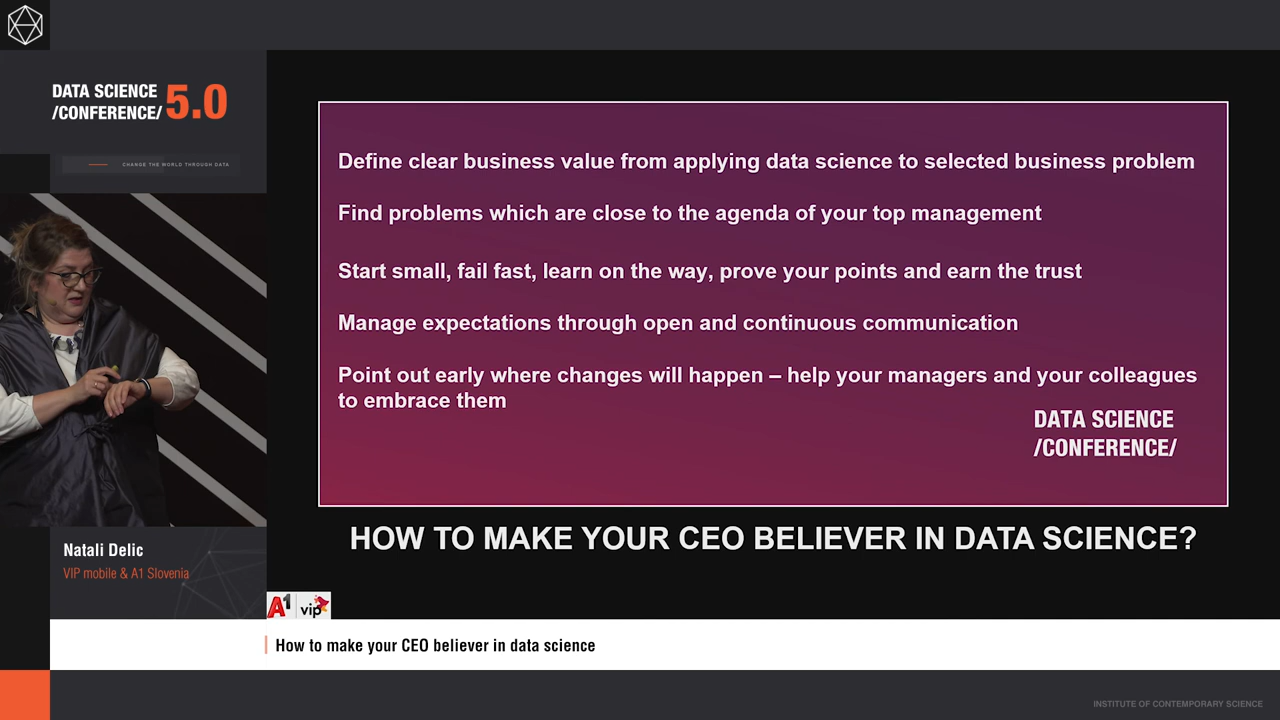 DATA SCIENCE
/CONFERENCE/ 5.0
CHANGE THE WORLD THROUGH DATA
Define clear business value from applying data science to selected business problem
Find problems which are close to the agenda of your top management
Start small, fail fast, learn on the way, prove your points and earn the trust
Manage expectations through open and continuous communication
Point out early where changes will happen – help your managers and your colleagues
to embrace them
DATA SCIENCE
/CONFERENCE/
HOW TO MAKE YOUR CEO BELIEVER IN DATA SCIENCE?
Natali Delic
VIP mobile & A1 Slovenia
A1 vip
How to make your CEO believer in data science
INSTITUTE OF CONTEMPORARY SCIENCE